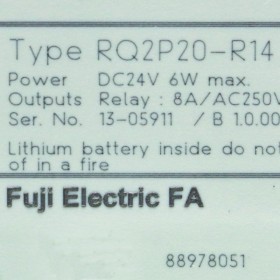 Type RQ2P20-R14
Power DC24V 6W max.
Outputs Relay : 8A/AC250V
Ser. No. 13-05911 / B 1.0.00
Lithium battery inside do not
of in a fire
Fuji Electric FA
88978051